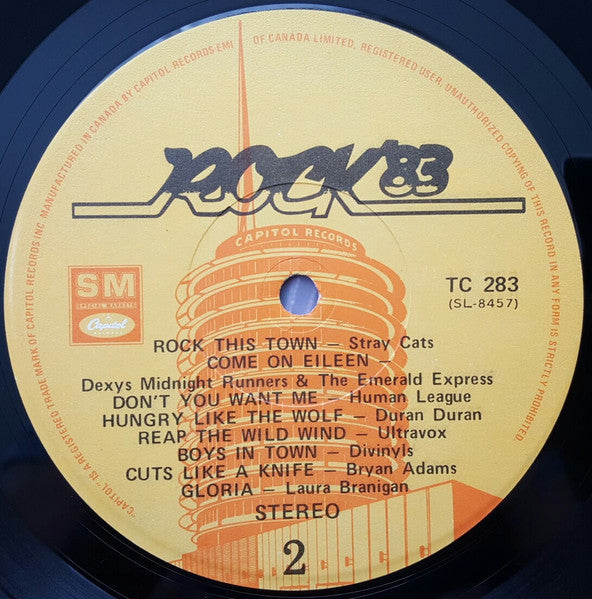 MANUFACTURED IN CANADA BY CAPITOL RECORDS EMI OF CANADA LIMITED, REGISTERED USER. UNAUTHORIZED COPYING OF THIS RECORD IN ANY FORM IS STRICTLY PROHIBITED.
"CAPITOL" IS A REGISTERED TRADE MARK OF CAPITOL RECORDS INC.
ROCK '83
CAPITOL RECORDS
SM
SPECIAL MARKETS
Capitol
TC 283
(SL-8457)
ROCK THIS TOWN — Stray Cats
COME ON EILEEN —
Dexys Midnight Runners & The Emerald Express
DON'T YOU WANT ME — Human League
HUNGRY LIKE THE WOLF — Duran Duran
REAP THE WILD WIND — Ultravox
BOYS IN TOWN — Divinyls
CUTS LIKE A KNIFE — Bryan Adams
GLORIA — Laura Branigan
STEREO
2